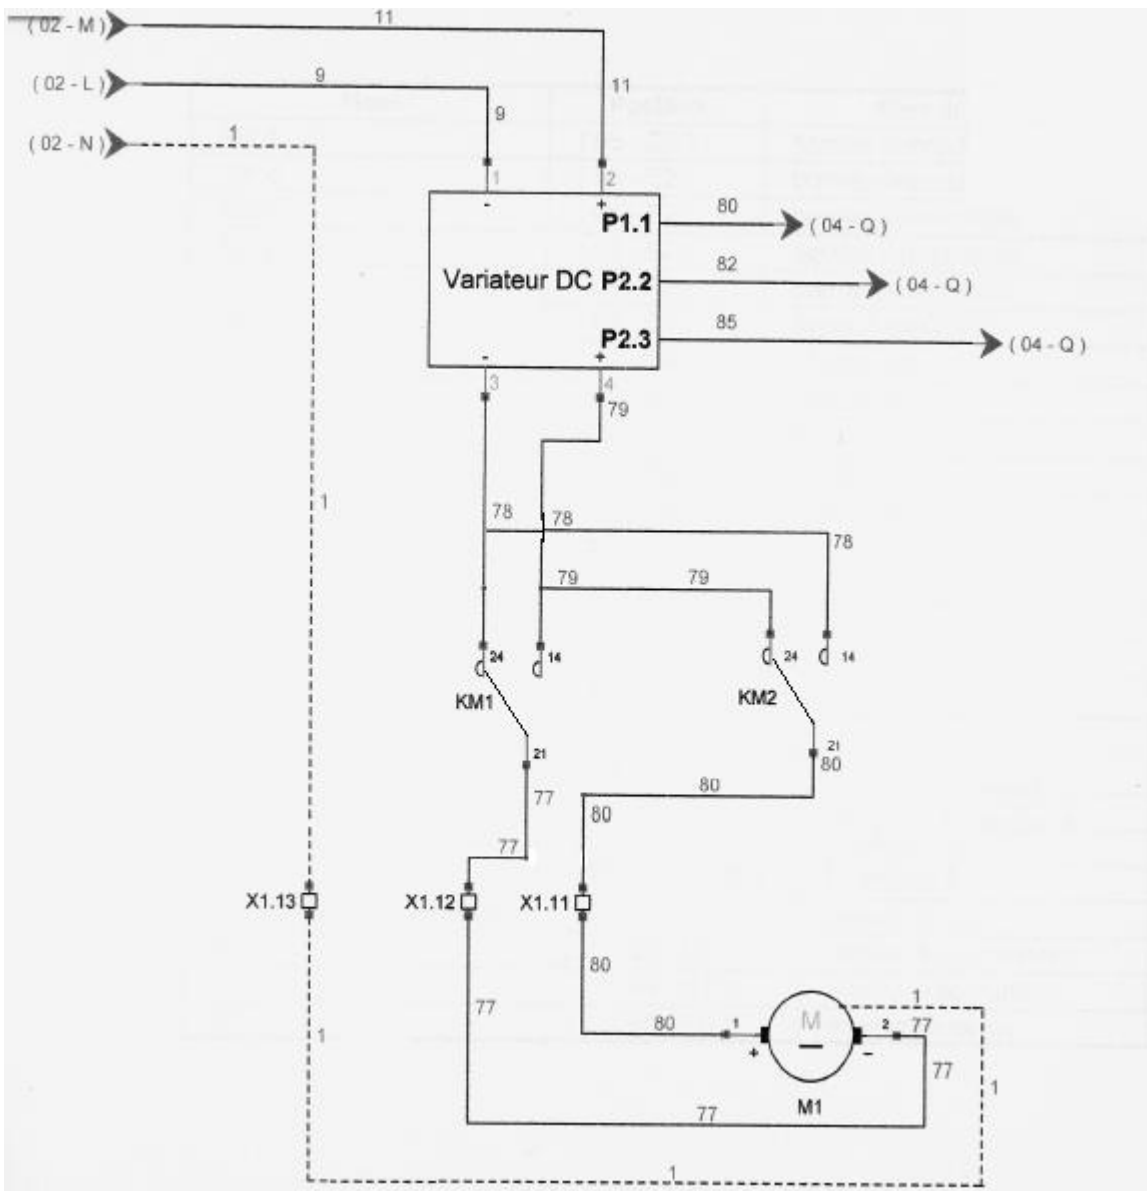 11
( 02 - M )
9
11
( 02 - L )
9
1
( 02 - N )
1 2
- +
P1.1 80 ( 04 - Q )
Variateur DC P2.2 82 ( 04 - Q )
P2.3 85 ( 04 - Q )
- +
3 4
79
1
78 78
78
79 79
24 14 24 14
KM1 KM2
21 21
80
77 80
80
77
X1.13 X1.12 X1.11
80
1
77
1
80 1 M 2 77
+ −
77
1
M1
77
1